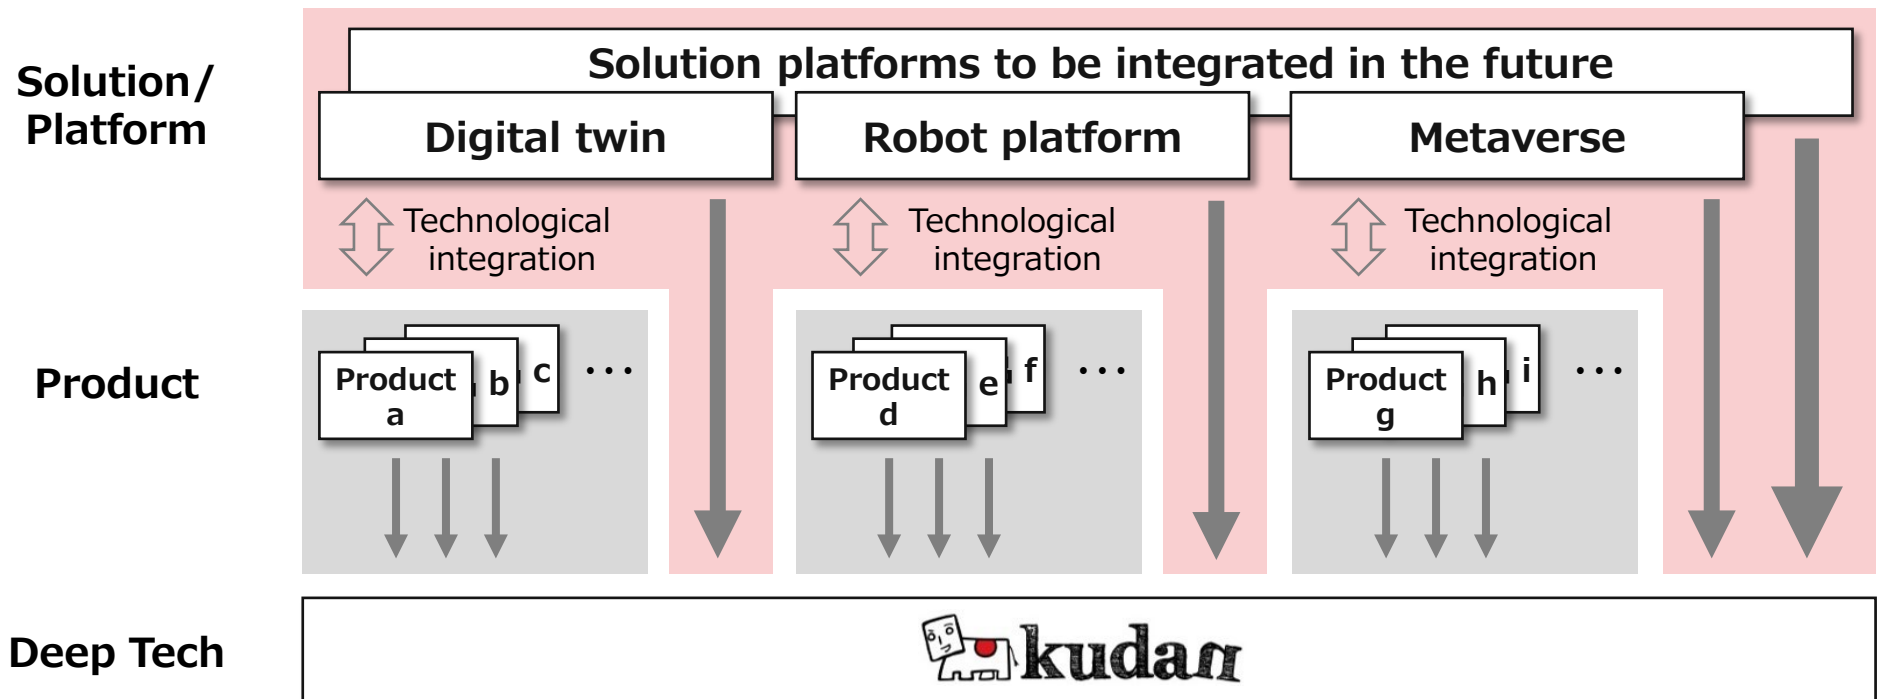 Solution/
Platform
Solution platforms to be integrated in the future
Digital twin
Robot platform
Metaverse
Technological
integration
Technological
integration
Technological
integration
Product
Product
a
b
c
...
Product
d
e
f
...
Product
g
h
i
...
Deep Tech
kudan